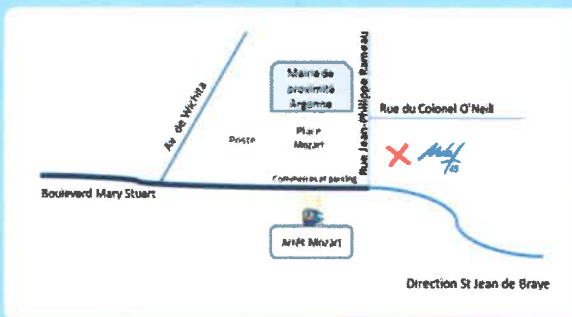 Av. de Wichita
Mairie de
proximité
Argonne
Rue Jean-Philippe Rameau
Rue du Colonel O'Neill
Poste
Place
Mozart
Commerces et parking
Boulevard Mary Stuart
Arrêt Mozart
Direction St Jean de Braye